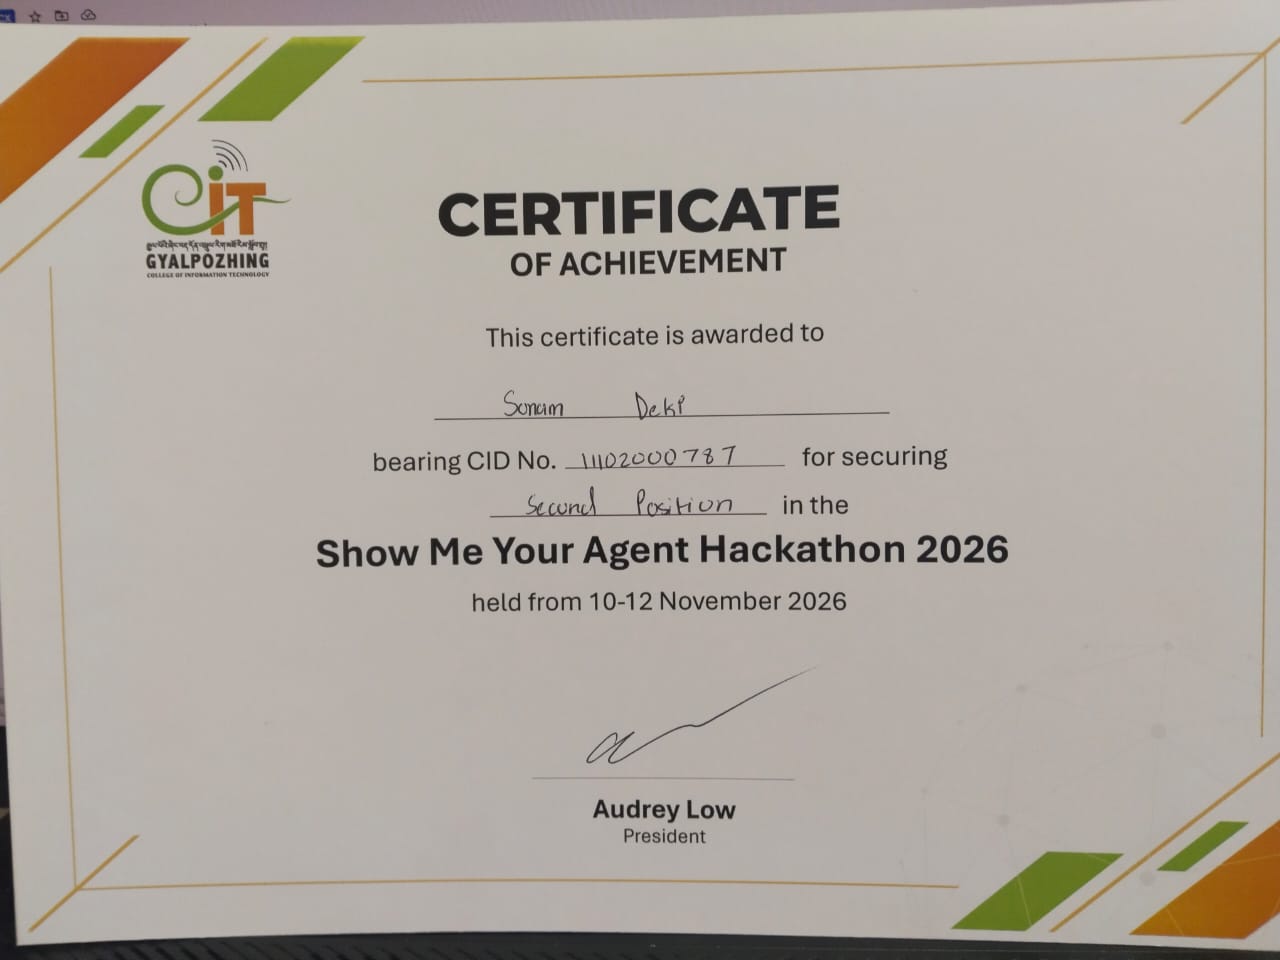 CiT
GYALPOZHING
COLLEGE OF INFORMATION TECHNOLOGY
CERTIFICATE
OF ACHIEVEMENT
This certificate is awarded to
Sonam Deki
bearing CID No. 11102000787 for securing
Second Position in the
Show Me Your Agent Hackathon 2026
held from 10-12 November 2026
Audrey Low
President